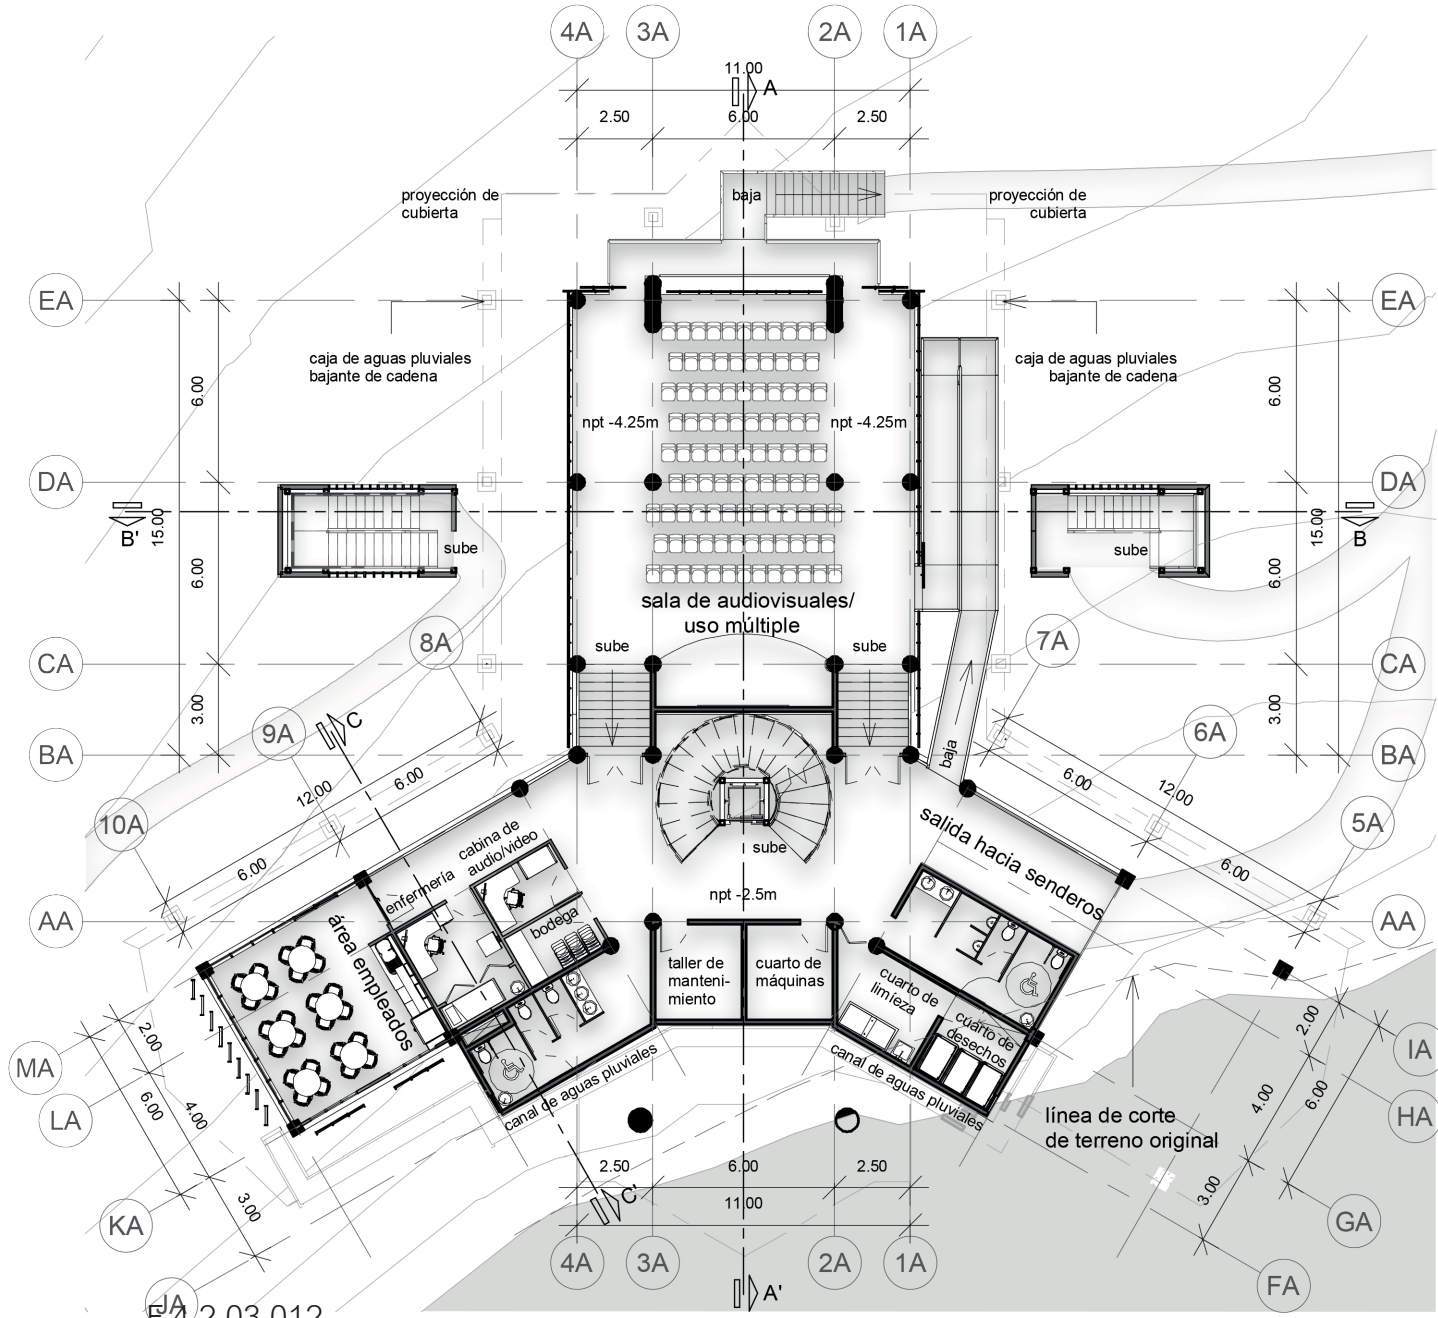 4A
3A
2A
1A
11.00
A
2.50
6.00
2.50
proyección de
cubierta
baja
proyección de
cubierta
EA
EA
caja de aguas pluviales
bajante de cadena
caja de aguas pluviales
bajante de cadena
6.00
6.00
npt -4.25m
npt -4.25m
DA
DA
B'
15.00
sube
sube
15.00
B
6.00
6.00
sala de audiovisuales/
uso múltiple
8A
sube
sube
7A
CA
CA
3.00
3.00
9A
C
6A
BA
BA
baja
6.00
12.00
6.00
12.00
10A
5A
6.00
6.00
cabina de
audio/video
sube
salida hacia senderos
enfermería
npt -2.5m
AA
AA
área empleados
bodega
taller de
manteni-
miento
cuarto de
máquinas
cuarto de
limieza
cuarto de
desechos
MA
2.00
2.00
IA
LA
6.00
4.00
canal de aguas pluviales
canal de aguas pluviales
línea de corte
de terreno original
4.00
6.00
HA
2.50
6.00
2.50
11.00
C'
KA
3.00
3.00
GA
4A
3A
2A
1A
A'
FA
JA
E 4.2.03.012